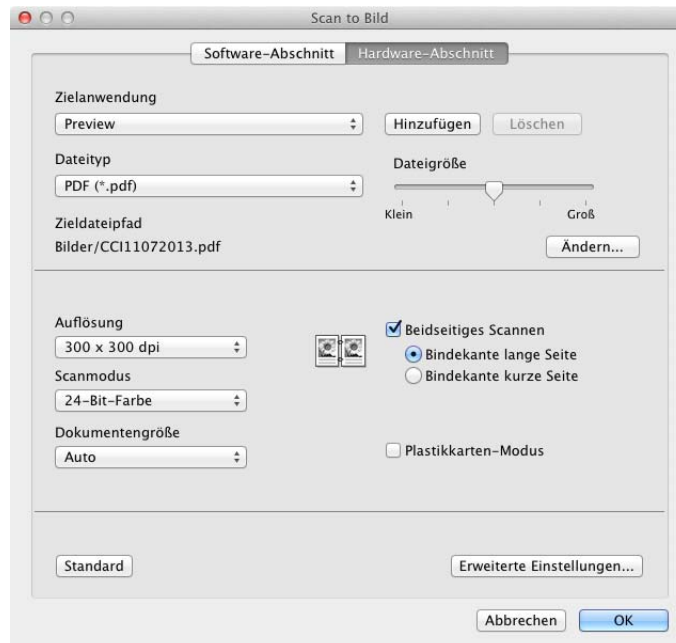 Scan to Bild
Software-Abschnitt Hardware-Abschnitt
Zielanwendung
Preview Hinzufügen Löschen
Dateityp Dateigröße
PDF (*.pdf)
Klein Groß
Zieldateipfad
Bilder/CCI11072013.pdf Ändern...
Auflösung
300 x 300 dpi
Beidseitiges Scannen
Bindekante lange Seite
Bindekante kurze Seite
Scanmodus
24-Bit-Farbe
Dokumentengröße
Auto
Plastikkarten-Modus
Standard Erweiterte Einstellungen...
Abbrechen OK